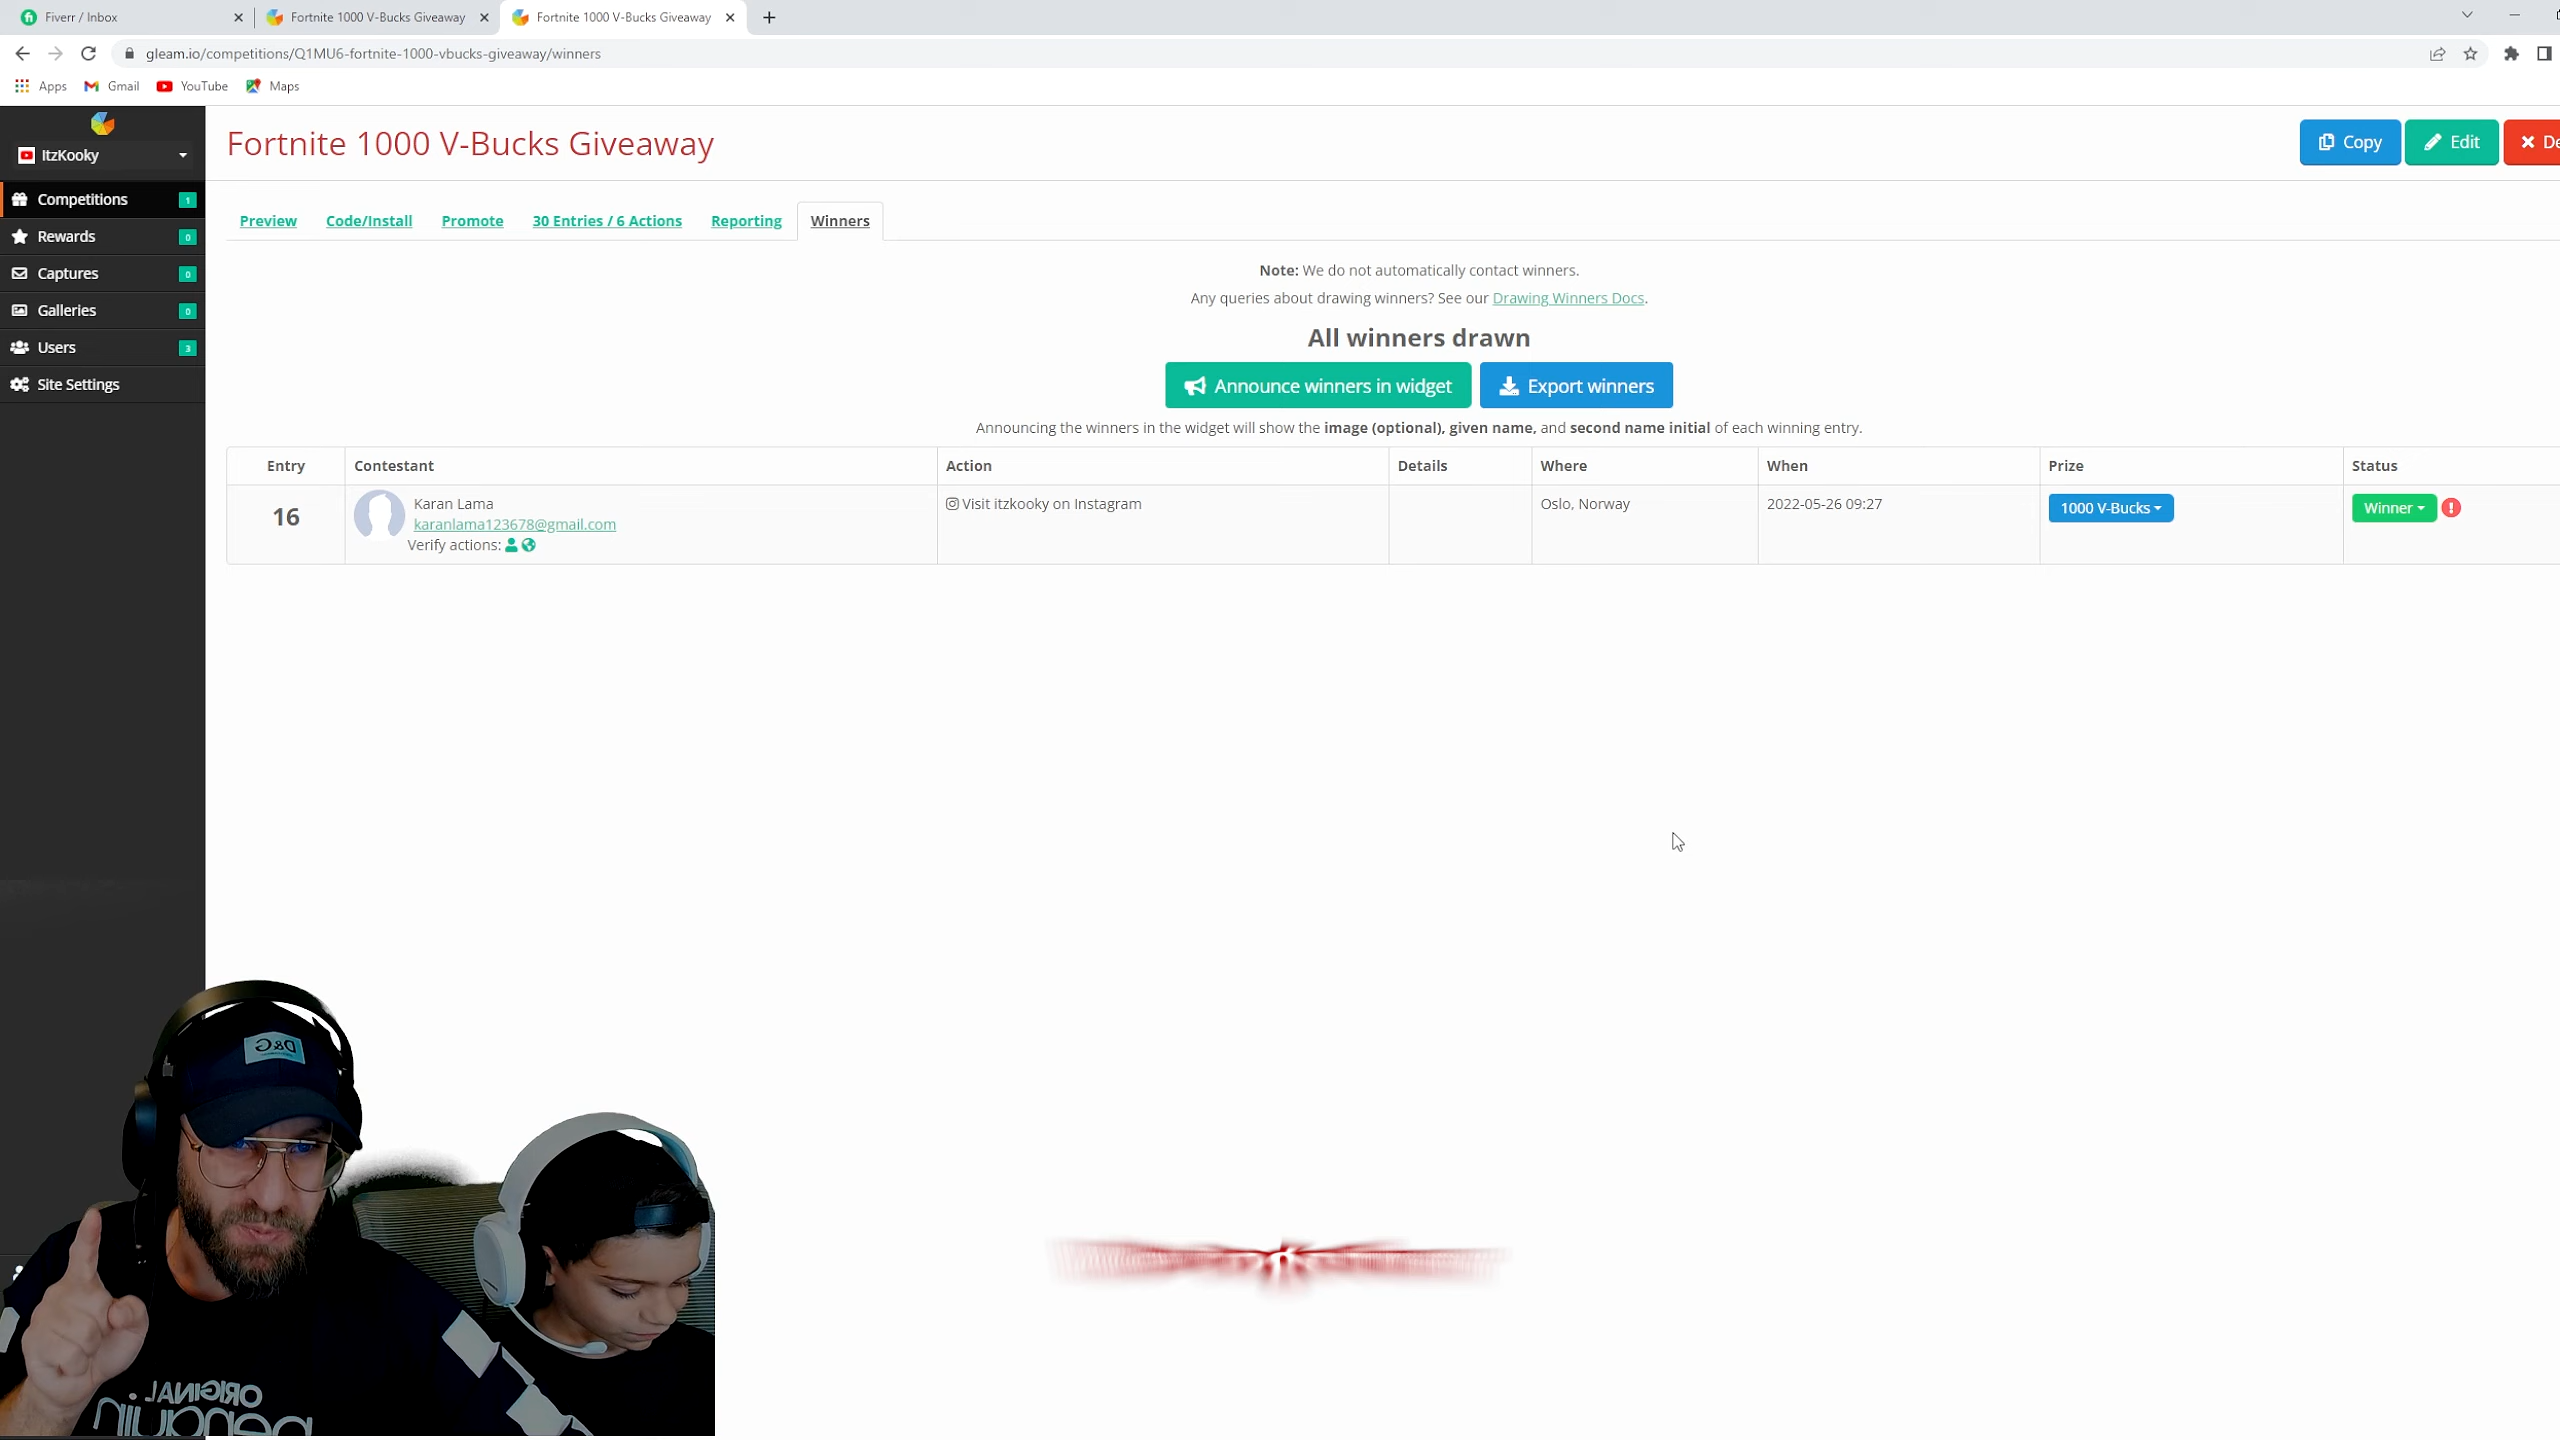 Fiverr / Inbox
Fortnite 1000 V-Bucks Giveaway
Fortnite 1000 V-Bucks Giveaway
gleam.io/competitions/Q1MU6-fortnite-1000-vbucks-giveaway/winners
Apps Gmail YouTube Maps
ItzKooky
Fortnite 1000 V-Bucks Giveaway
Copy Edit De
Competitions 1
Rewards 0
Captures 0
Galleries 0
Users 3
Site Settings
Preview Code/Install Promote 30 Entries / 6 Actions Reporting Winners
Note: We do not automatically contact winners.
Any queries about drawing winners? See our Drawing Winners Docs.
All winners drawn
Announce winners in widget Export winners
Announcing the winners in the widget will show the image (optional), given name, and second name initial of each winning entry.
Entry Contestant Action Details Where When Prize Status
16 Karan Lama Visit itzkooky on Instagram Oslo, Norway 2022-05-26 09:27 1000 V-Bucks Winner
karanlama123678@gmail.com
Verify actions:
D&G
ORIGINAL
penguin